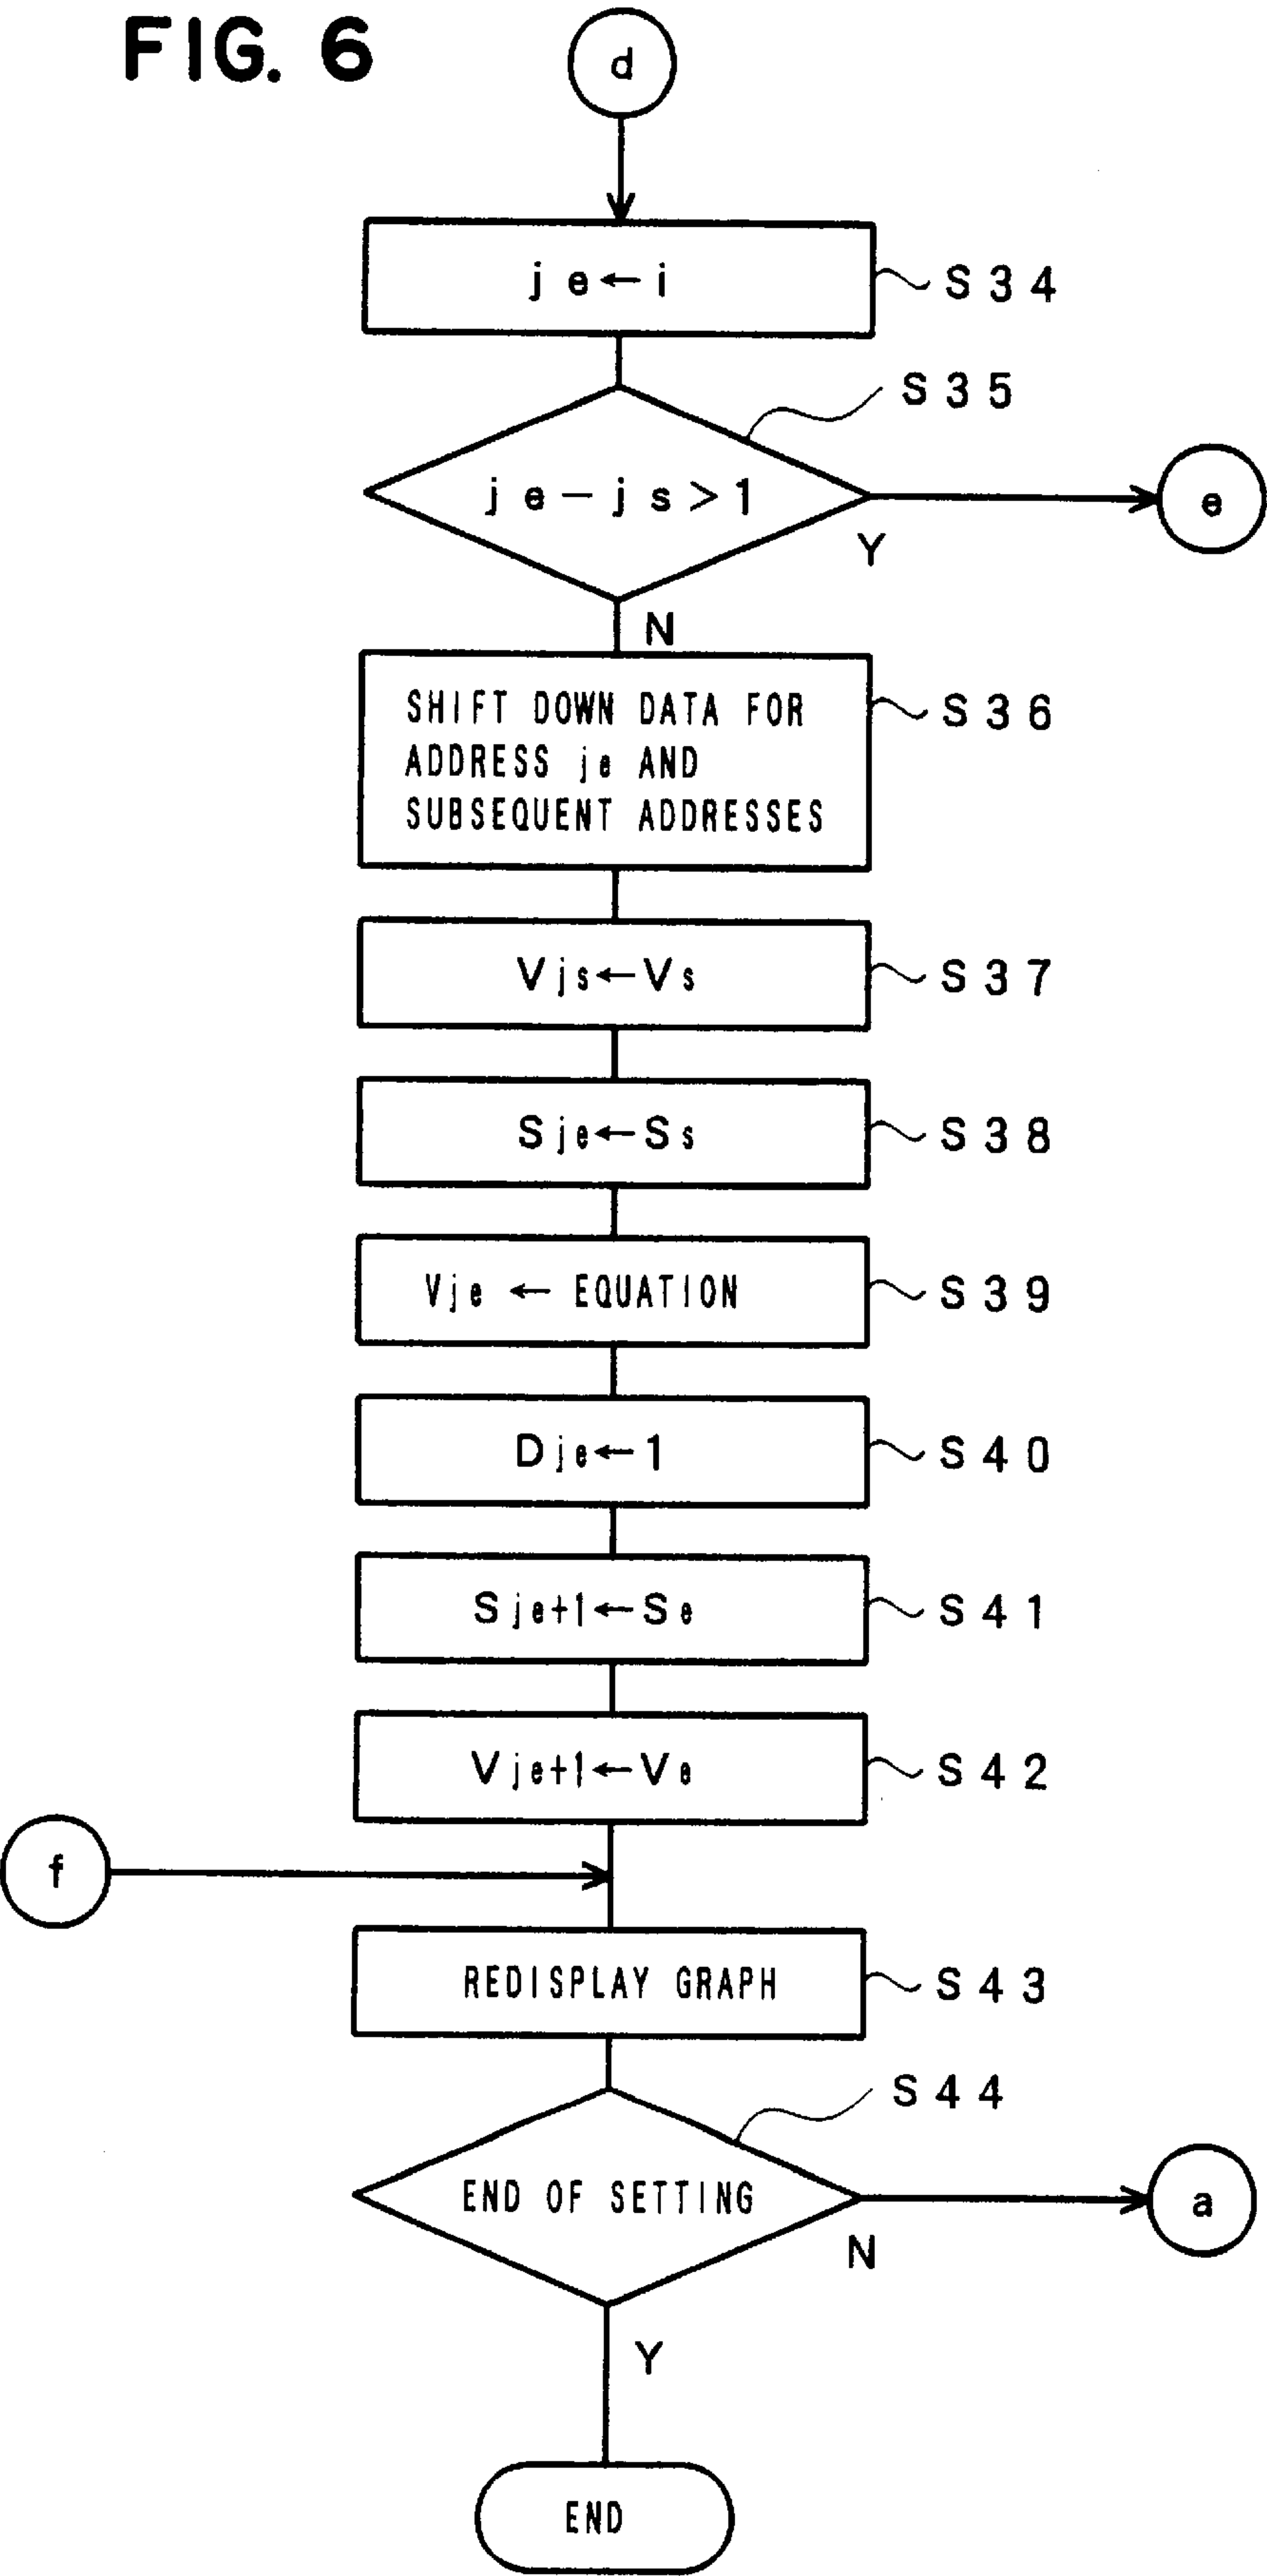 FIG. 6
d
je←i
S34
S35
je−js>1
e
Y
N
SHIFT DOWN DATA FOR
ADDRESS je AND
SUBSEQUENT ADDRESSES
S36
Vjs←Vs
S37
Sje←Ss
S38
Vje ← EQUATION
S39
Dje←1
S40
Sje+1←Se
S41
Vje+1←Ve
S42
f
REDISPLAY GRAPH
S43
S44
END OF SETTING
a
N
Y
END